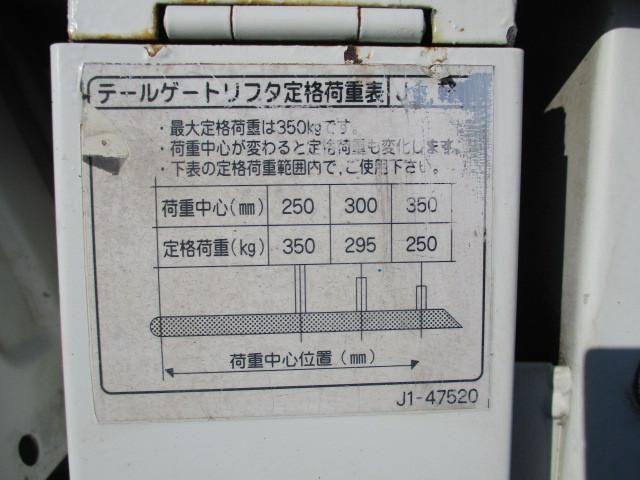 テールゲートリフタ定格荷重表 J
・最大定格荷重は350kgです。
・荷重中心が変わると定格荷重も変化します。
・下表の定格荷重範囲内で、ご使用下さい。
荷重中心(mm) 250 300 350
定格荷重(kg) 350 295 250
荷重中心位置(mm)
J1-47520